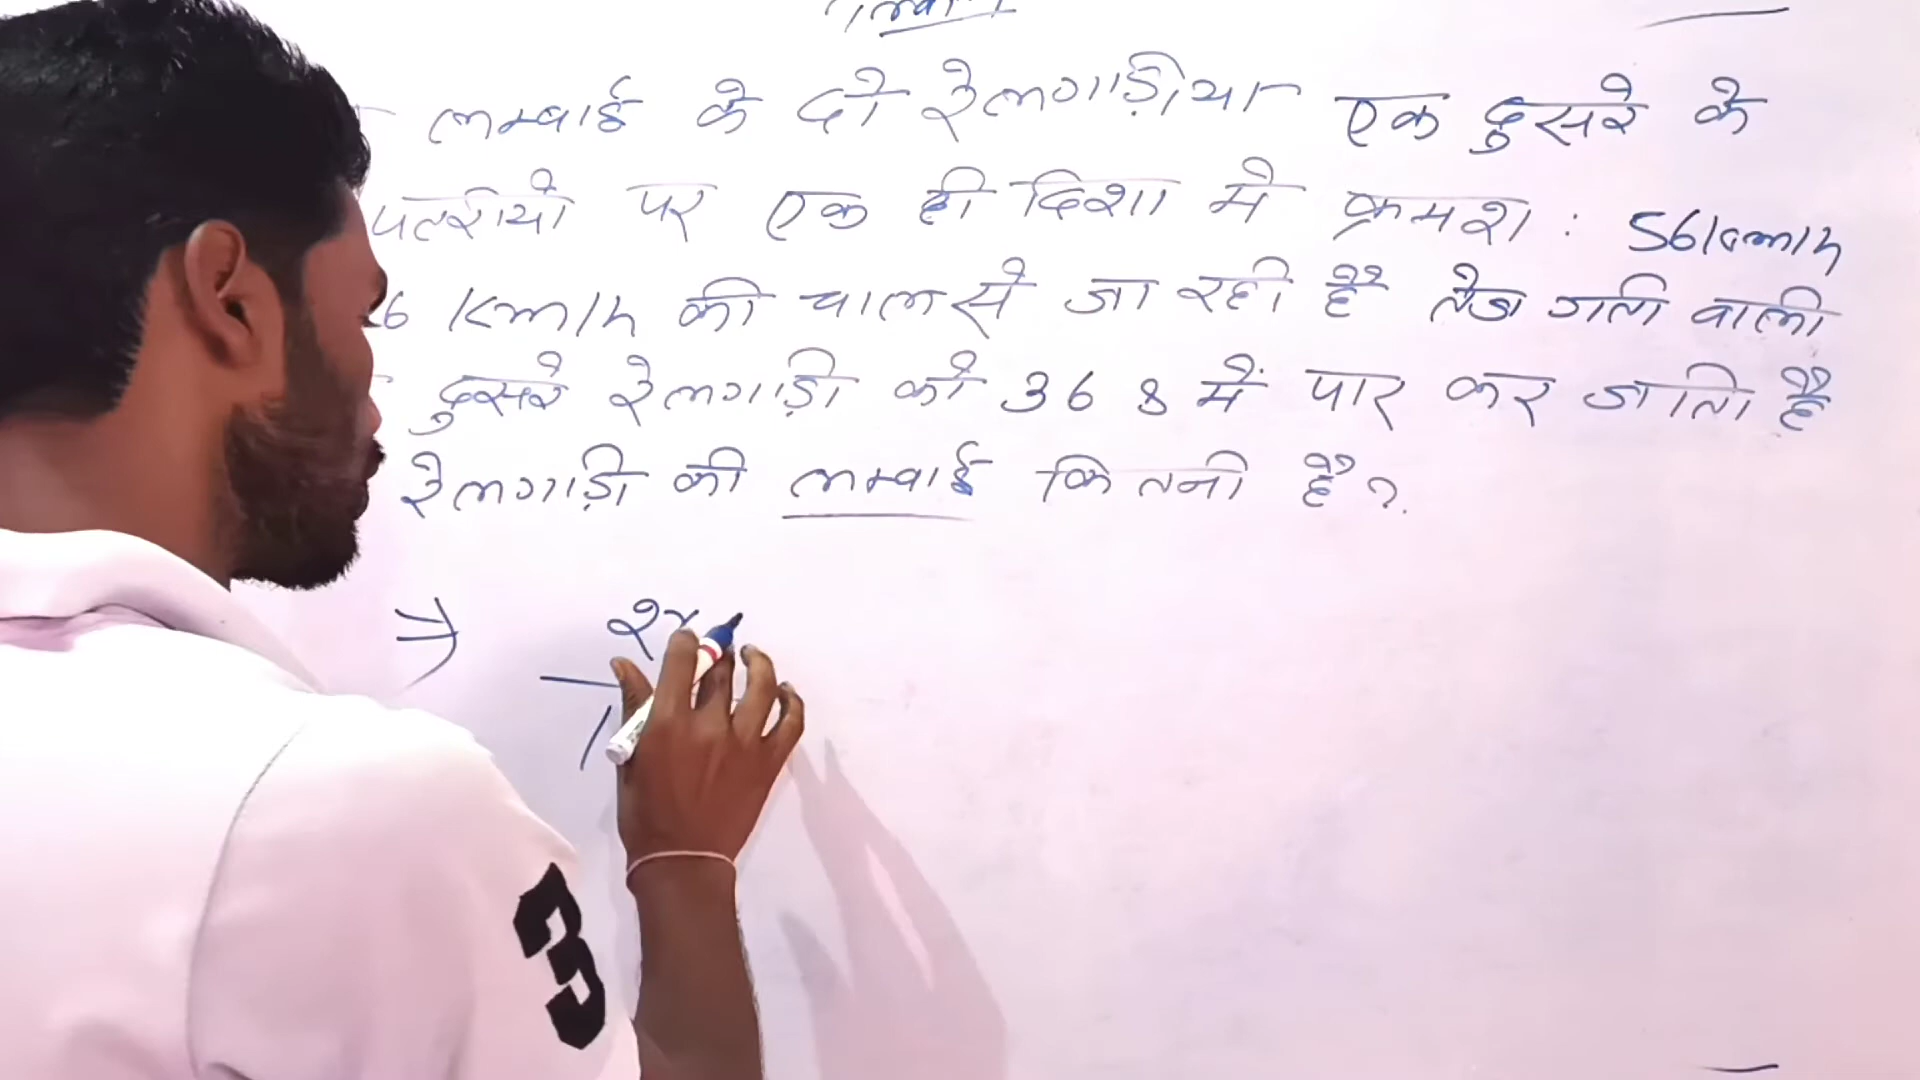 लम्बाई के दो रेलगाड़िया एक दुसरे के
पटरीयो पर एक ही दिशा मे क्रमश : 56km/h
6 km/h की चाल से जा रही है तेज गती वाली
दुसरे रेलगाड़ी को 36 s में पार कर जाती है
रेलगाड़ी की लम्बाई कितनी है ?
⇒ 2x